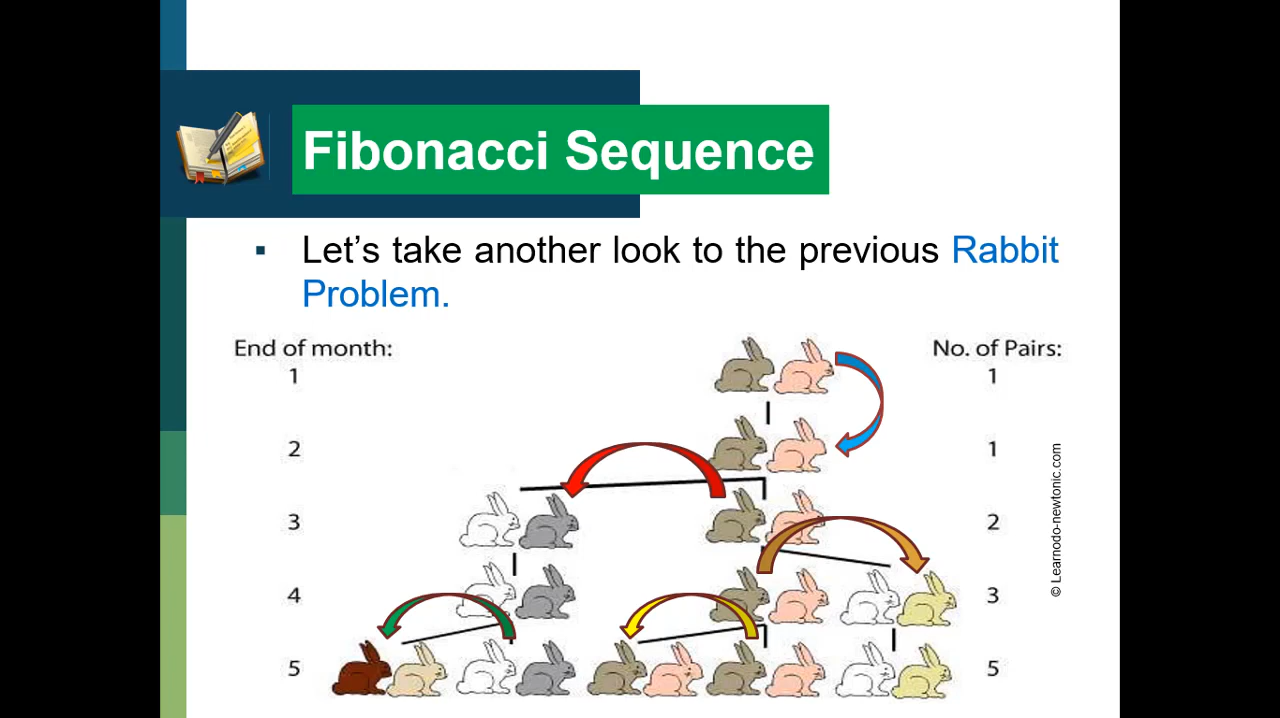 Fibonacci Sequence
▪ Let’s take another look to the previous Rabbit
Problem.
End of month: No. of Pairs:
1 1
2 1
3 2
4 3
5 5
© Learnodo-newtonic.com